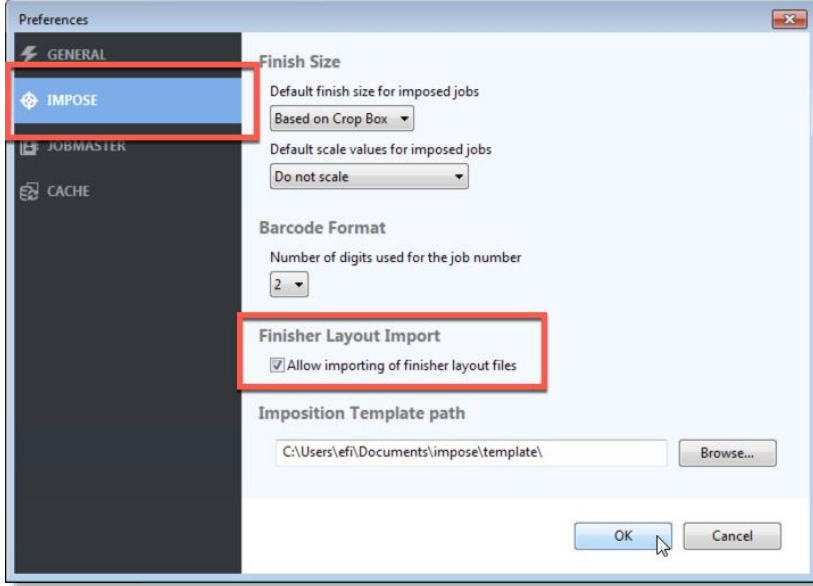 Preferences
GENERAL
IMPOSE
JOBMASTER
CACHE
Finish Size
Default finish size for imposed jobs
Based on Crop Box
Default scale values for imposed jobs
Do not scale
Barcode Format
Number of digits used for the job number
2
Finisher Layout Import
Allow importing of finisher layout files
Imposition Template path
C:\Users\efi\Documents\impose\template\
Browse...
OK
Cancel